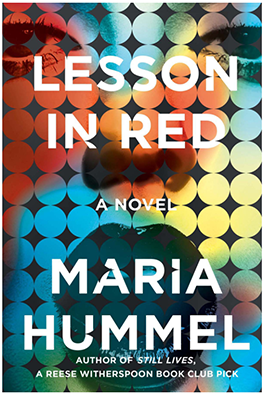 LESSON
IN RED
A NOVEL
MARIA
HUMMEL
AUTHOR OF STILL LIVES,
A REESE WITHERSPOON BOOK CLUB PICK